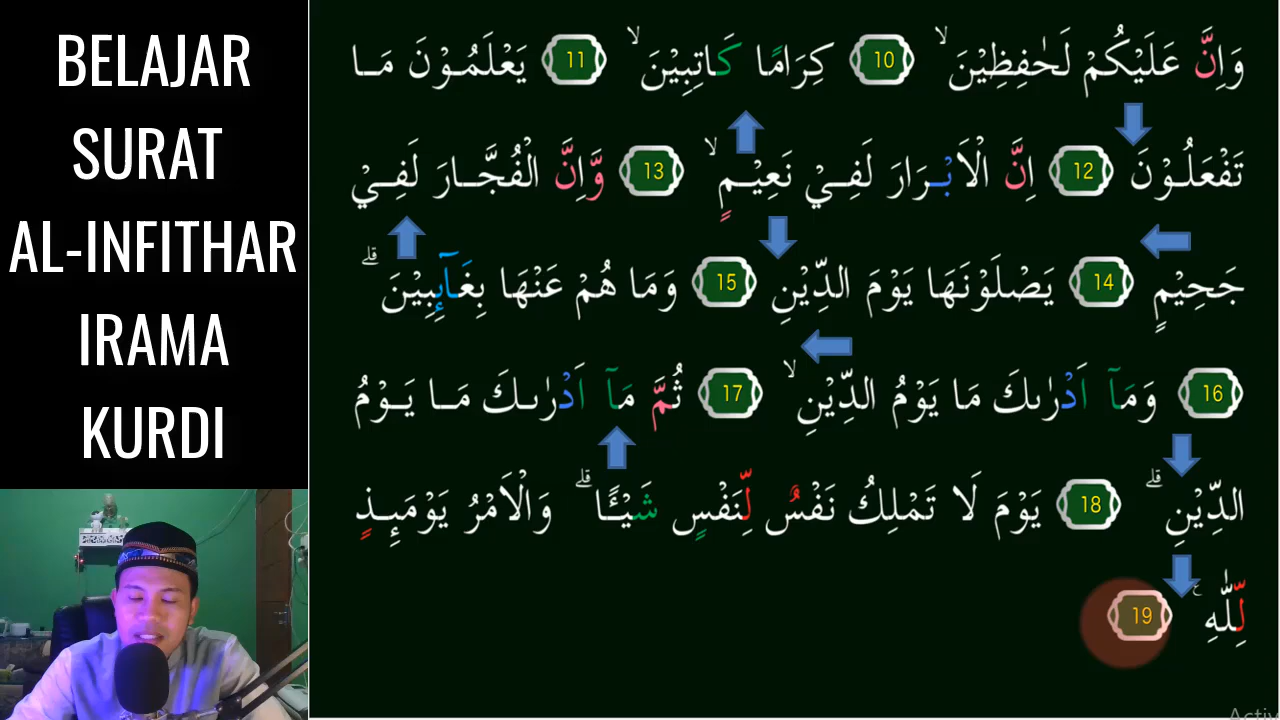 BELAJAR
SURAT
AL-INFITHAR
IRAMA
KURDI
وَاِنَّ عَلَيْكُمْ لَحٰفِظِيْنَ ۙ 10 كِرَامًا كَاتِبِيْنَ ۙ 11 يَعْلَمُوْنَ مَا
تَفْعَلُوْنَ 12 اِنَّ الْاَبْرَارَ لَفِيْ نَعِيْمٍ ۙ 13 وَّاِنَّ الْفُجَّارَ لَفِيْ
جَحِيْمٍ 14 يَصْلَوْنَهَا يَوْمَ الدِّيْنِ 15 وَمَا هُمْ عَنْهَا بِغَاۤىِٕبِيْنَ ۗ
16 وَمَآ اَدْرٰىكَ مَا يَوْمُ الدِّيْنِ ۙ 17 ثُمَّ مَآ اَدْرٰىكَ مَا يَوْمُ
الدِّيْنِ ۗ 18 يَوْمَ لَا تَمْلِكُ نَفْسٌ لِّنَفْسٍ شَيْـًٔا ۗ وَالْاَمْرُ يَوْمَىِٕذٍ
لِّلّٰهِ ۚ 19
Activ